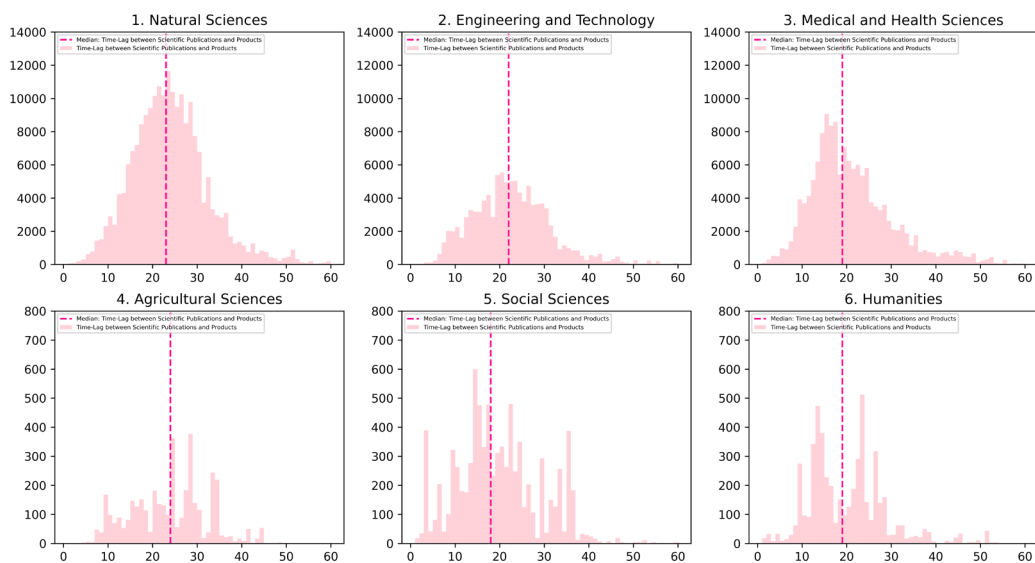 1. Natural Sciences
14000
12000
10000
8000
6000
4000
2000
0
Median: Time-Lag between Scientific Publications and Products
Time-Lag between Scientific Publications and Products
0 10 20 30 40 50 60
2. Engineering and Technology
14000
12000
10000
8000
6000
4000
2000
0
Median: Time-Lag between Scientific Publications and Products
Time-Lag between Scientific Publications and Products
0 10 20 30 40 50 60
3. Medical and Health Sciences
14000
12000
10000
8000
6000
4000
2000
0
Median: Time-Lag between Scientific Publications and Products
Time-Lag between Scientific Publications and Products
0 10 20 30 40 50 60
4. Agricultural Sciences
800
700
600
500
400
300
200
100
0
Median: Time-Lag between Scientific Publications and Products
Time-Lag between Scientific Publications and Products
0 10 20 30 40 50 60
5. Social Sciences
800
700
600
500
400
300
200
100
0
Median: Time-Lag between Scientific Publications and Products
Time-Lag between Scientific Publications and Products
0 10 20 30 40 50 60
6. Humanities
800
700
600
500
400
300
200
100
0
Median: Time-Lag between Scientific Publications and Products
Time-Lag between Scientific Publications and Products
0 10 20 30 40 50 60